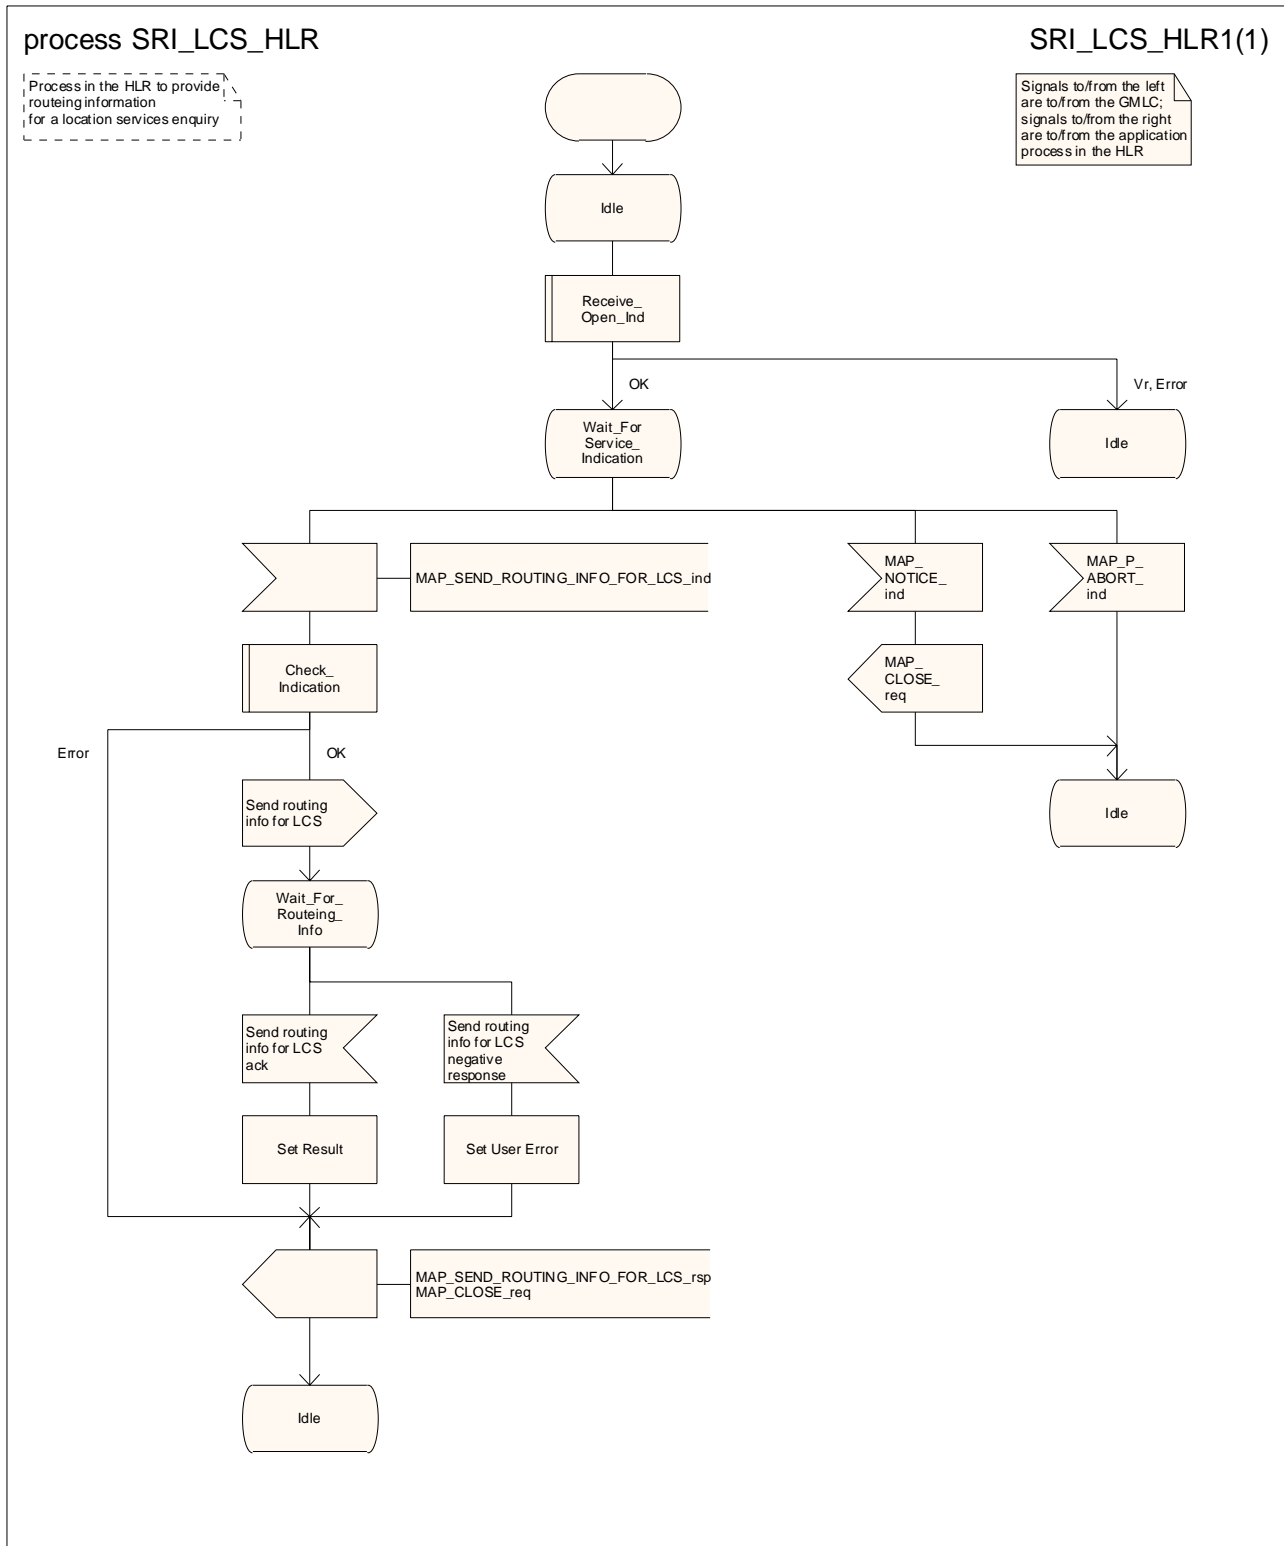 process SRI_LCS_HLR
SRI_LCS_HLR1(1)
Process in the HLR to provide
routeing information
for a location services enquiry
Signals to/from the left
are to/from the GMLC;
signals to/from the right
are to/from the application
process in the HLR
Idle
Receive_
Open_Ind
OK
Vr, Error
Wait_For
Service_
Indication
Idle
MAP_SEND_ROUTING_INFO_FOR_LCS_ind
MAP_
NOTICE_
ind
MAP_P_
ABORT_
ind
Check_
Indication
MAP_
CLOSE_
req
Error
OK
Send routing
info for LCS
Idle
Wait_For_
Routeing_
Info
Send routing
info for LCS
ack
Send routing
info for LCS
negative
response
Set Result
Set User Error
MAP_SEND_ROUTING_INFO_FOR_LCS_rsp
MAP_CLOSE_req
Idle